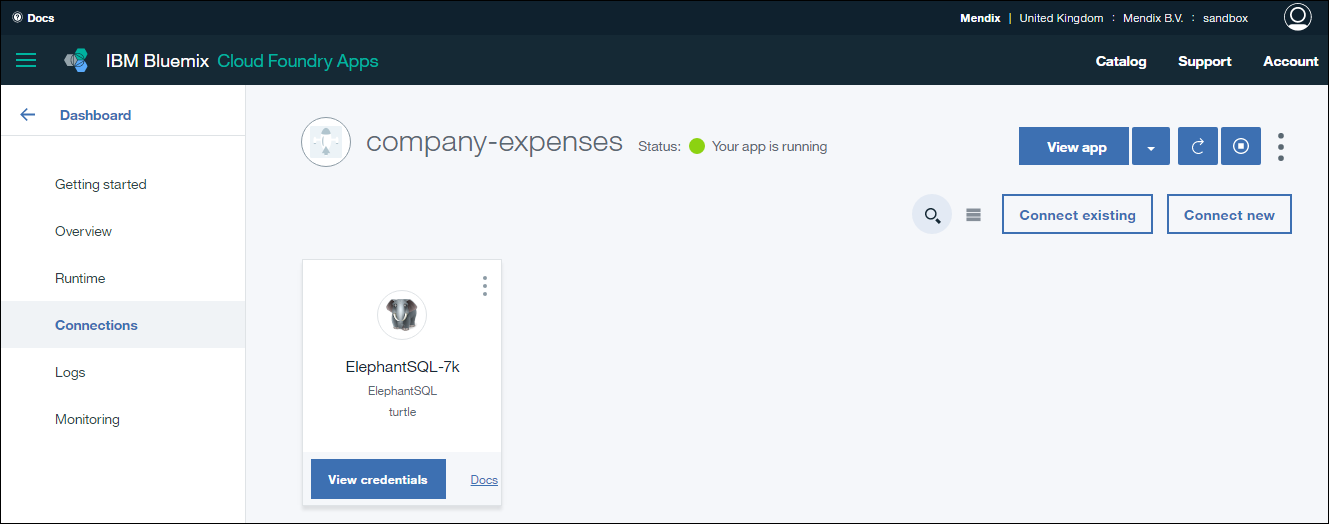 Docs
Mendix | United Kingdom : Mendix B.V. : sandbox
IBM Bluemix Cloud Foundry Apps
Catalog Support Account
Dashboard
Getting started
Overview
Runtime
Connections
Logs
Monitoring
company-expenses Status: Your app is running
View app
Connect existing Connect new
ElephantSQL-7k
ElephantSQL
turtle
View credentials Docs